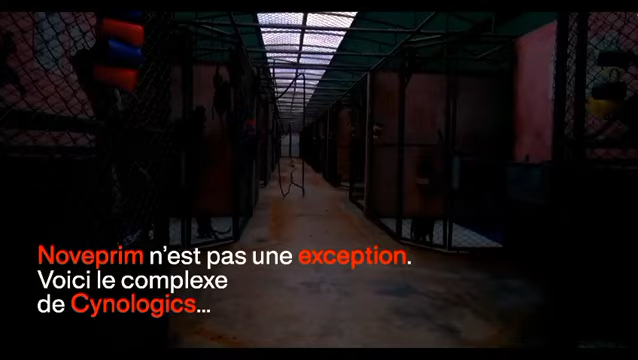 Noveprim n'est pas une exception.
Voici le complexe
de Cynologics...